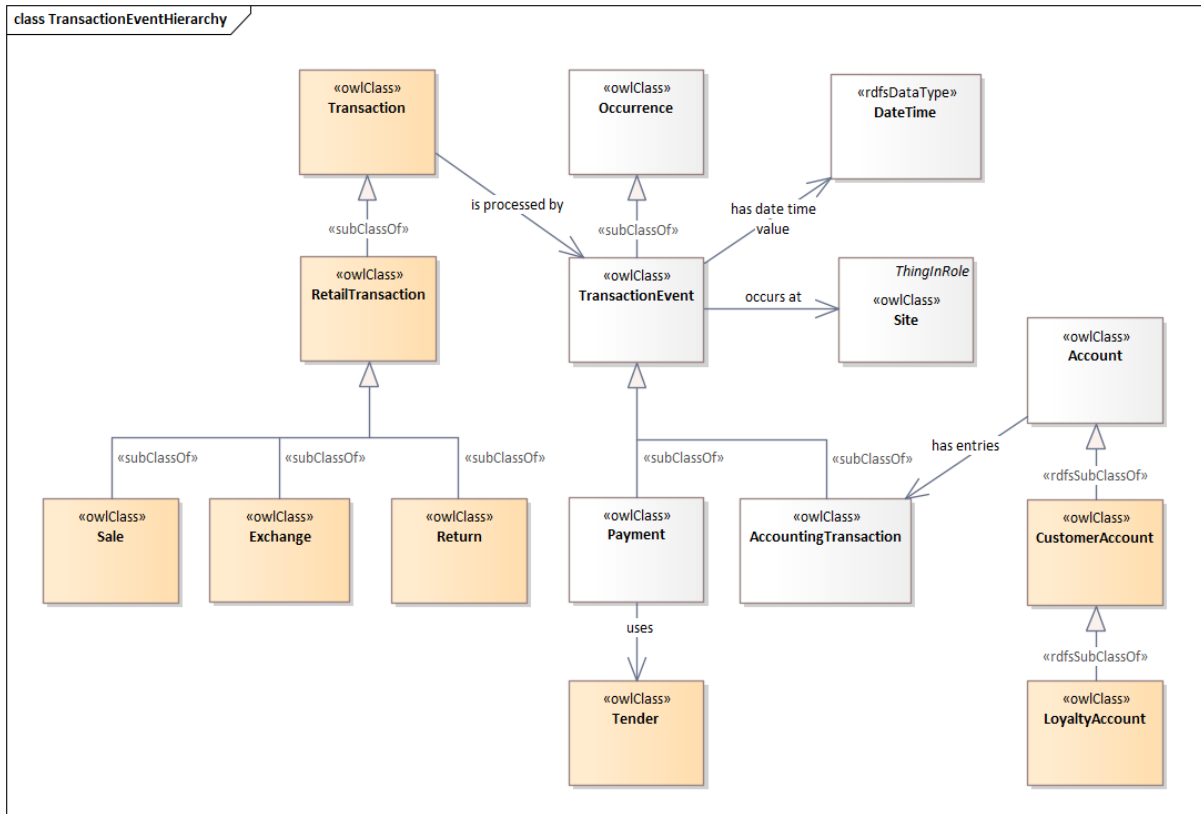 class TransactionEventHierarchy
«owlClass»
Transaction
«owlClass»
Occurrence
«rdfsDataType»
DateTime
is processed by
«subClassOf»
«subClassOf»
has date time
value
«owlClass»
RetailTransaction
«owlClass»
TransactionEvent
occurs at
ThingInRole
«owlClass»
Site
«owlClass»
Account
has entries
«subClassOf»
«subClassOf»
«subClassOf»
«subClassOf»
«subClassOf»
«rdfsSubClassOf»
«owlClass»
Sale
«owlClass»
Exchange
«owlClass»
Return
«owlClass»
Payment
«owlClass»
AccountingTransaction
«owlClass»
CustomerAccount
uses
«rdfsSubClassOf»
«owlClass»
Tender
«owlClass»
LoyaltyAccount